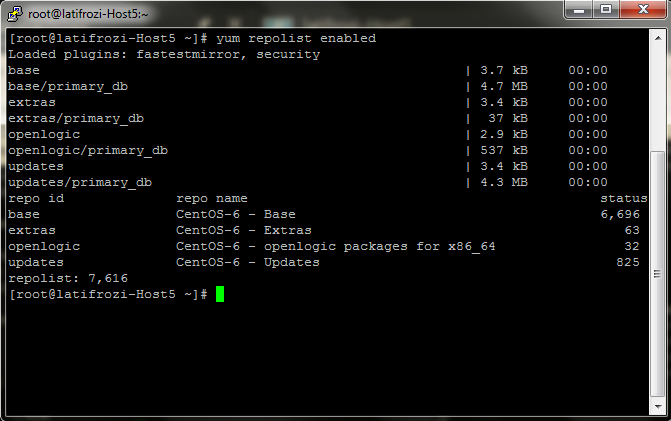 root@latifrozi-Host5:~
[root@latifrozi-Host5 ~]# yum repolist enabled
Loaded plugins: fastestmirror, security
base | 3.7 kB 00:00
base/primary_db | 4.7 MB 00:00
extras | 3.4 kB 00:00
extras/primary_db | 37 kB 00:00
openlogic | 2.9 kB 00:00
openlogic/primary_db | 537 kB 00:00
updates | 3.4 kB 00:00
updates/primary_db | 4.3 MB 00:00
repo id repo name status
base CentOS-6 - Base 6,696
extras CentOS-6 - Extras 63
openlogic CentOS-6 - openlogic packages for x86_64 32
updates CentOS-6 - Updates 825
repolist: 7,616
[root@latifrozi-Host5 ~]#